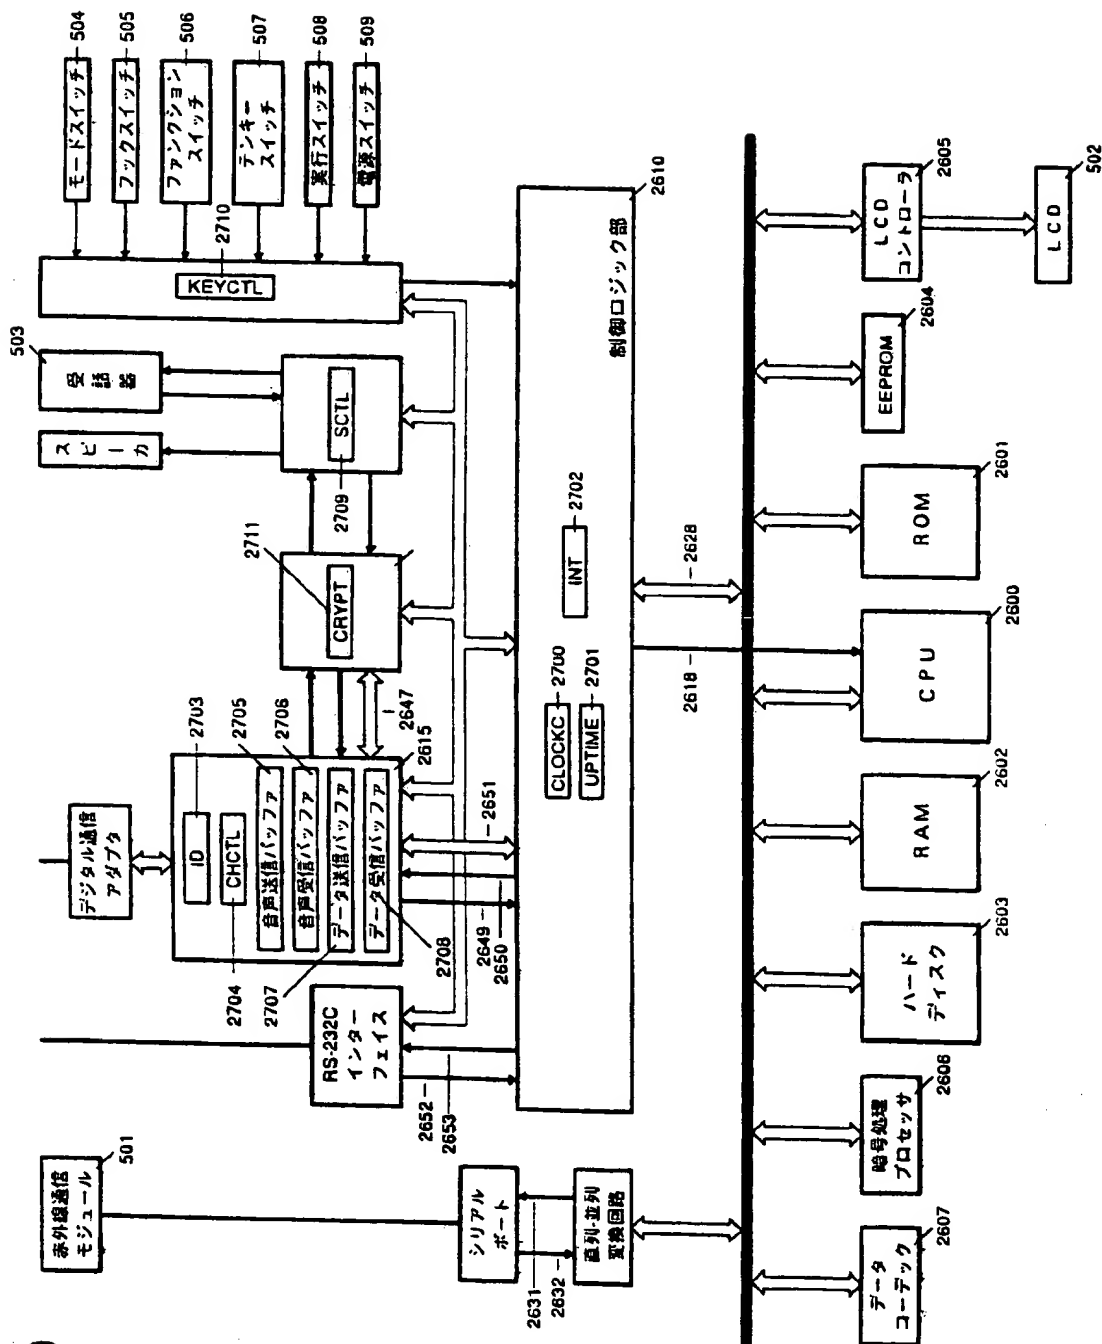 赤外線通信
モジュール
501
シリアル
ポート
2631
2632
直列-並列
変換回路
RS-232C
インター
フェイス
2652
2653
デジタル通信
アダプタ
ID
CHCTL
音声送信バッファ
音声受信バッファ
データ送信バッファ
データ受信バッファ
2703
2704
2705
2706
2707
2708
2615
2647
2649
2650
2651
CRYPT
2711
スピーカ
受話器
503
SCTL
2709
KEYCTL
2710
モードスイッチ
504
フックスイッチ
505
ファンクション
スイッチ
506
テンキー
スイッチ
507
実行スイッチ
508
電源スイッチ
509
制御ロジック部
2610
CLOCKC
2700
UPTIME
2701
INT
2702
2618
2628
データ
コーデック
2607
暗号処理
プロセッサ
2606
ハード
ディスク
2603
RAM
2602
CPU
2600
ROM
2601
EEPROM
2604
LCD
コントローラ
2605
LCD
502